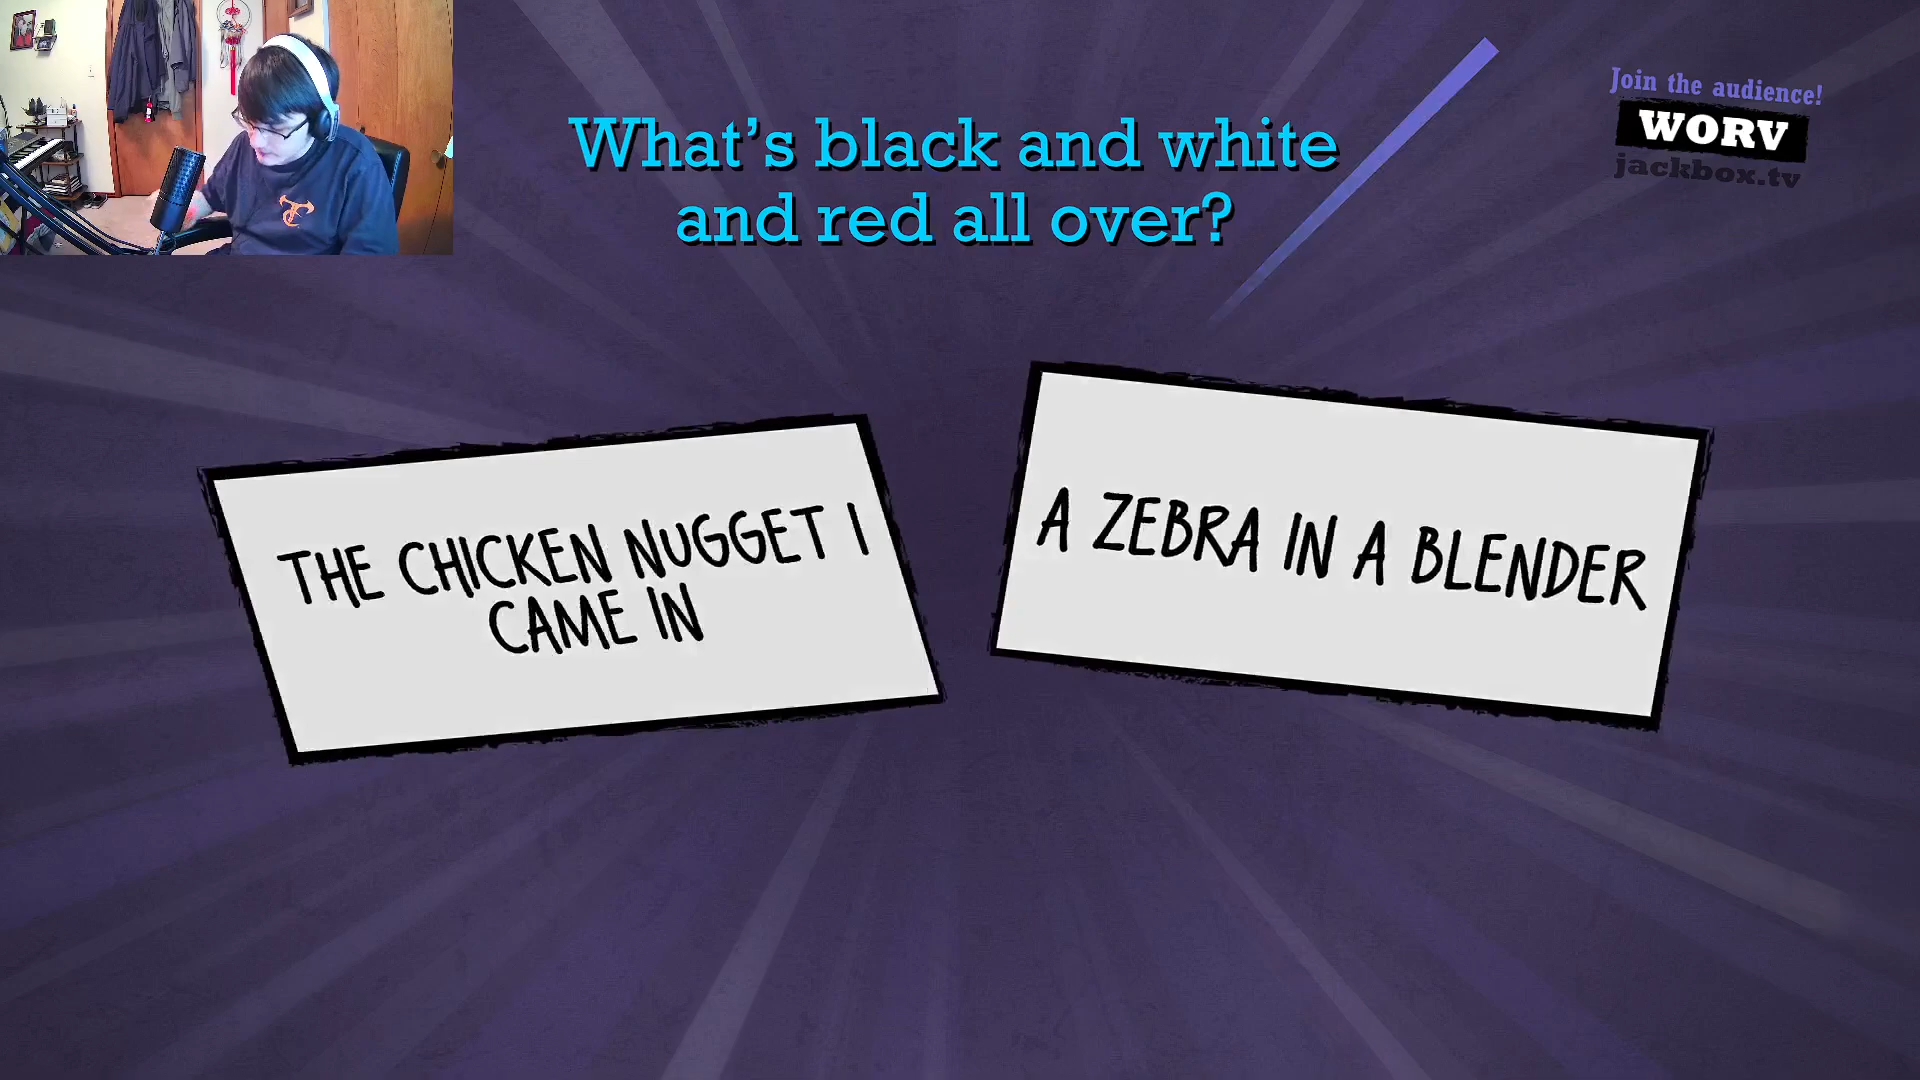 What's black and white
and red all over?
Join the audience!
WORV
jackbox.tv
THE CHICKEN NUGGET I
CAME IN
A ZEBRA IN A BLENDER